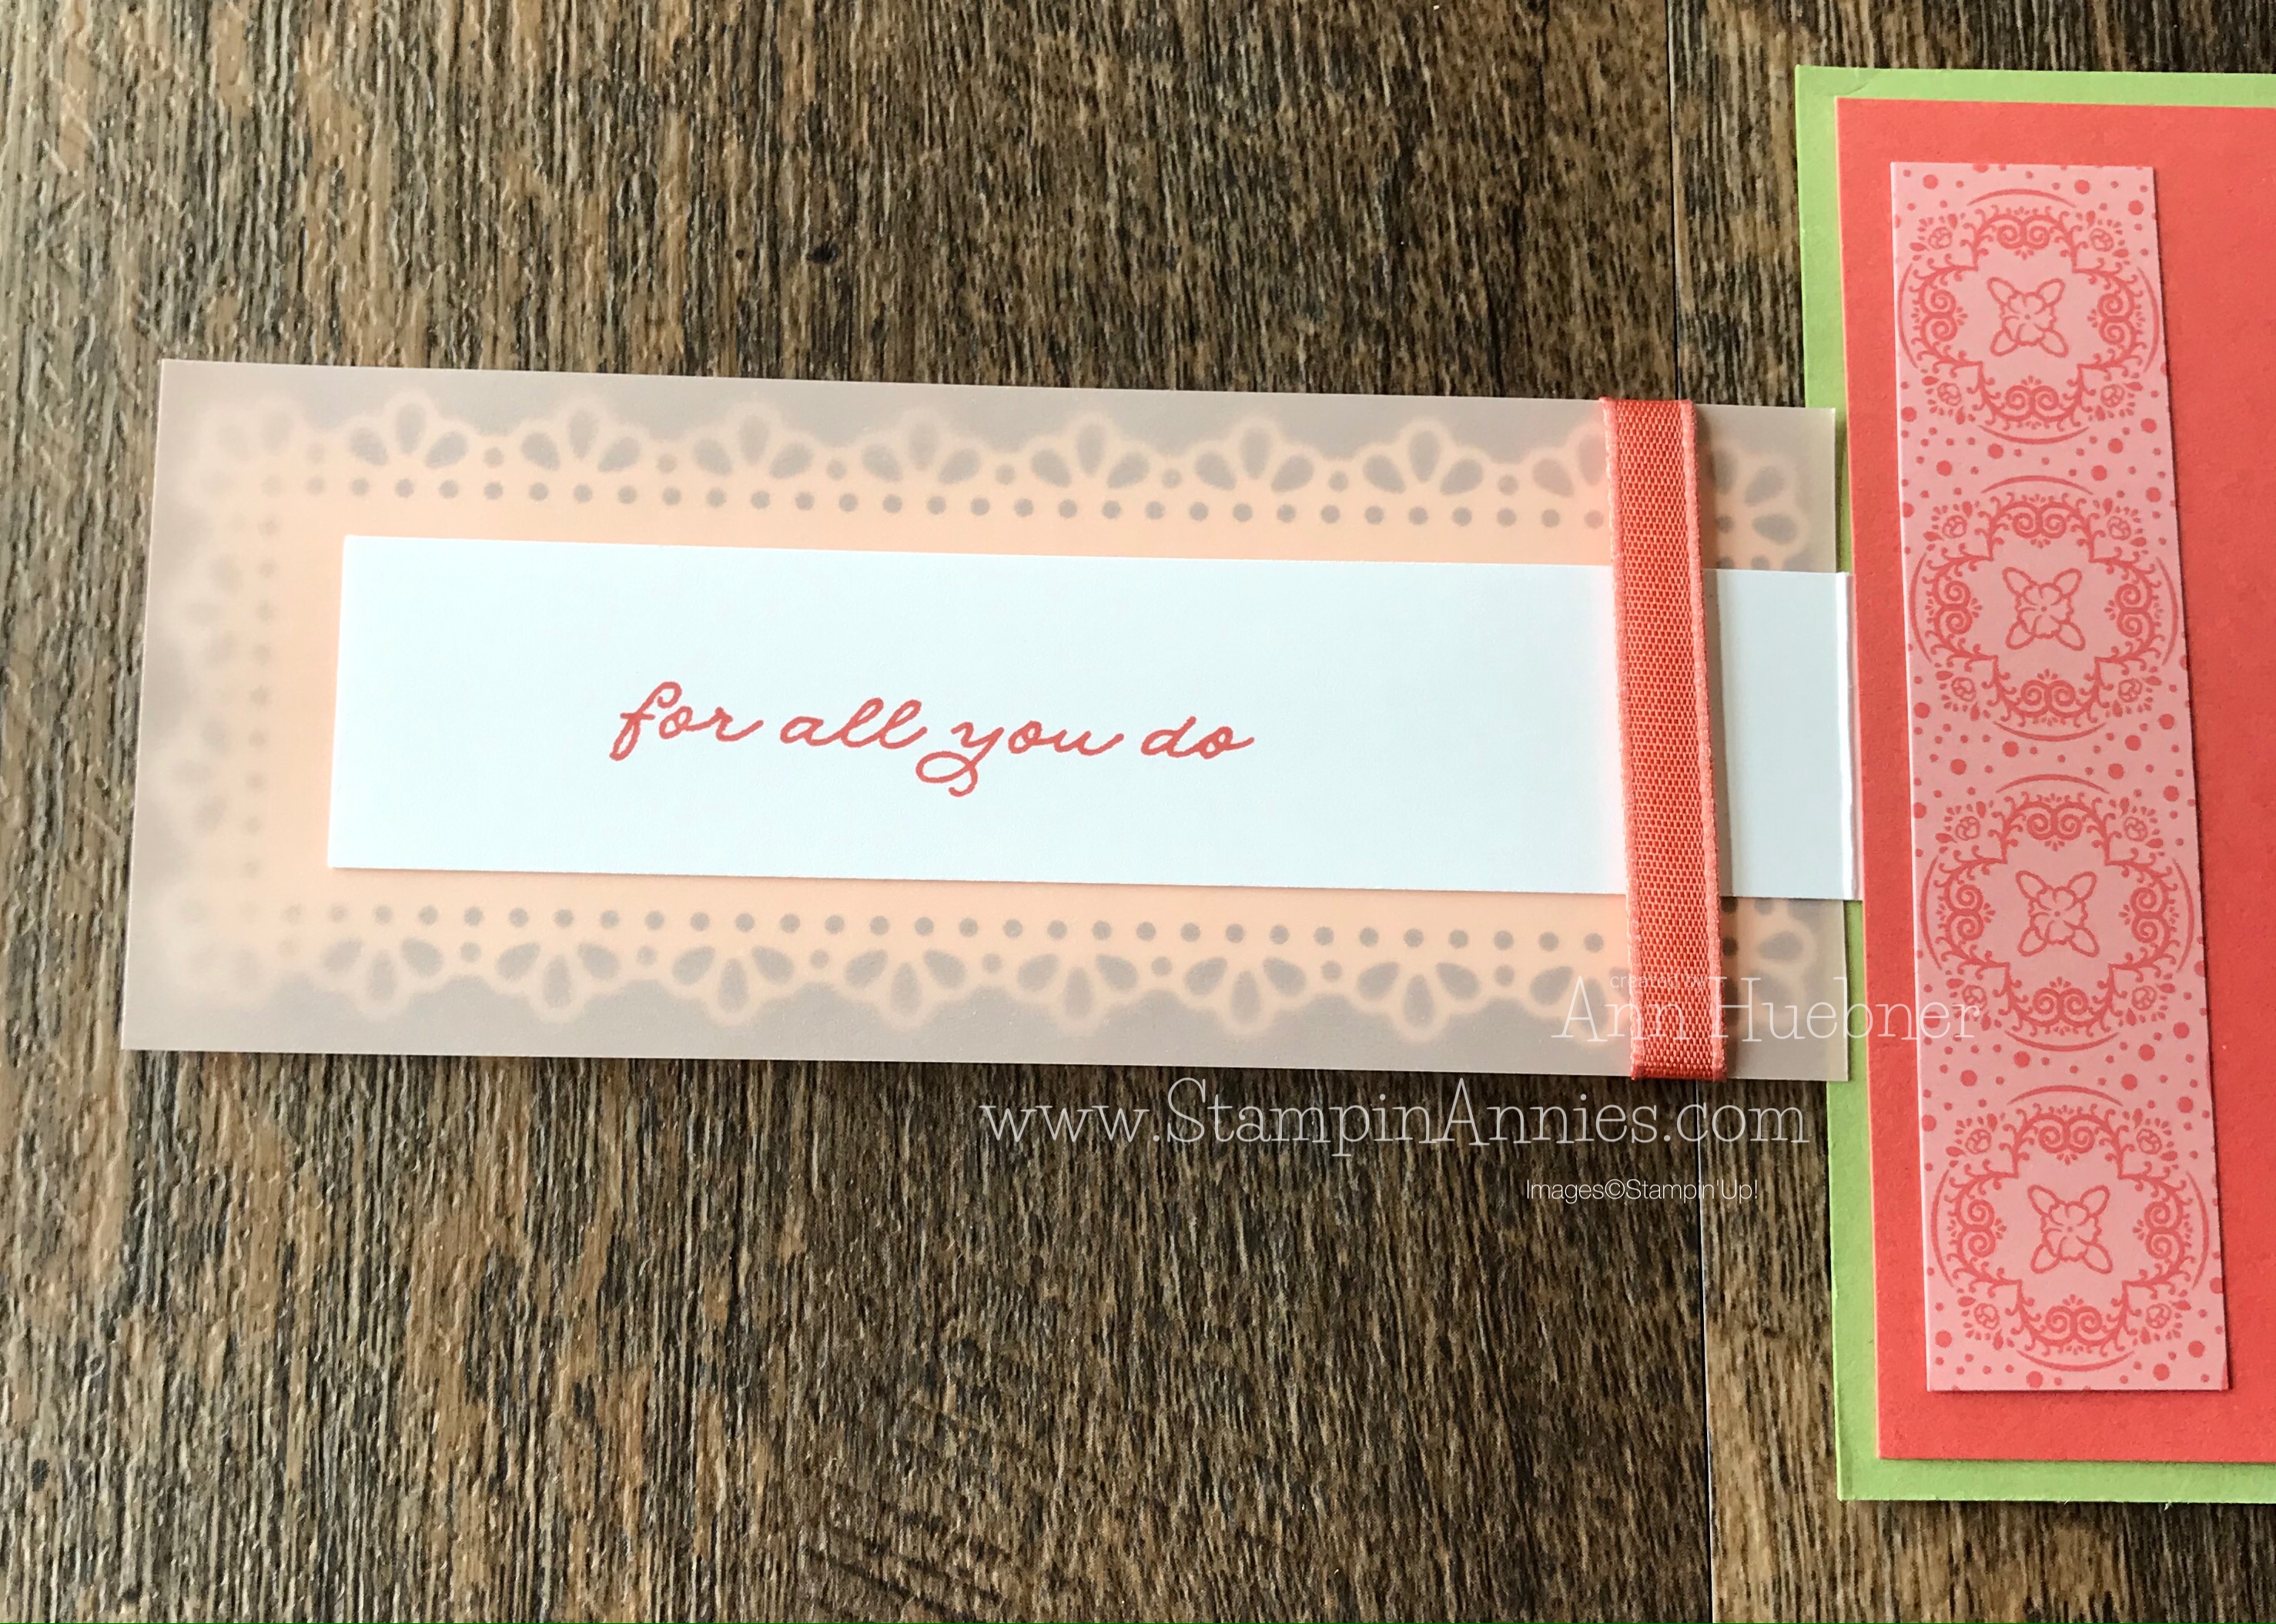 for all you do
created by
Ann Huebner
www.StampinAnnies.com
Images©Stampin'Up!